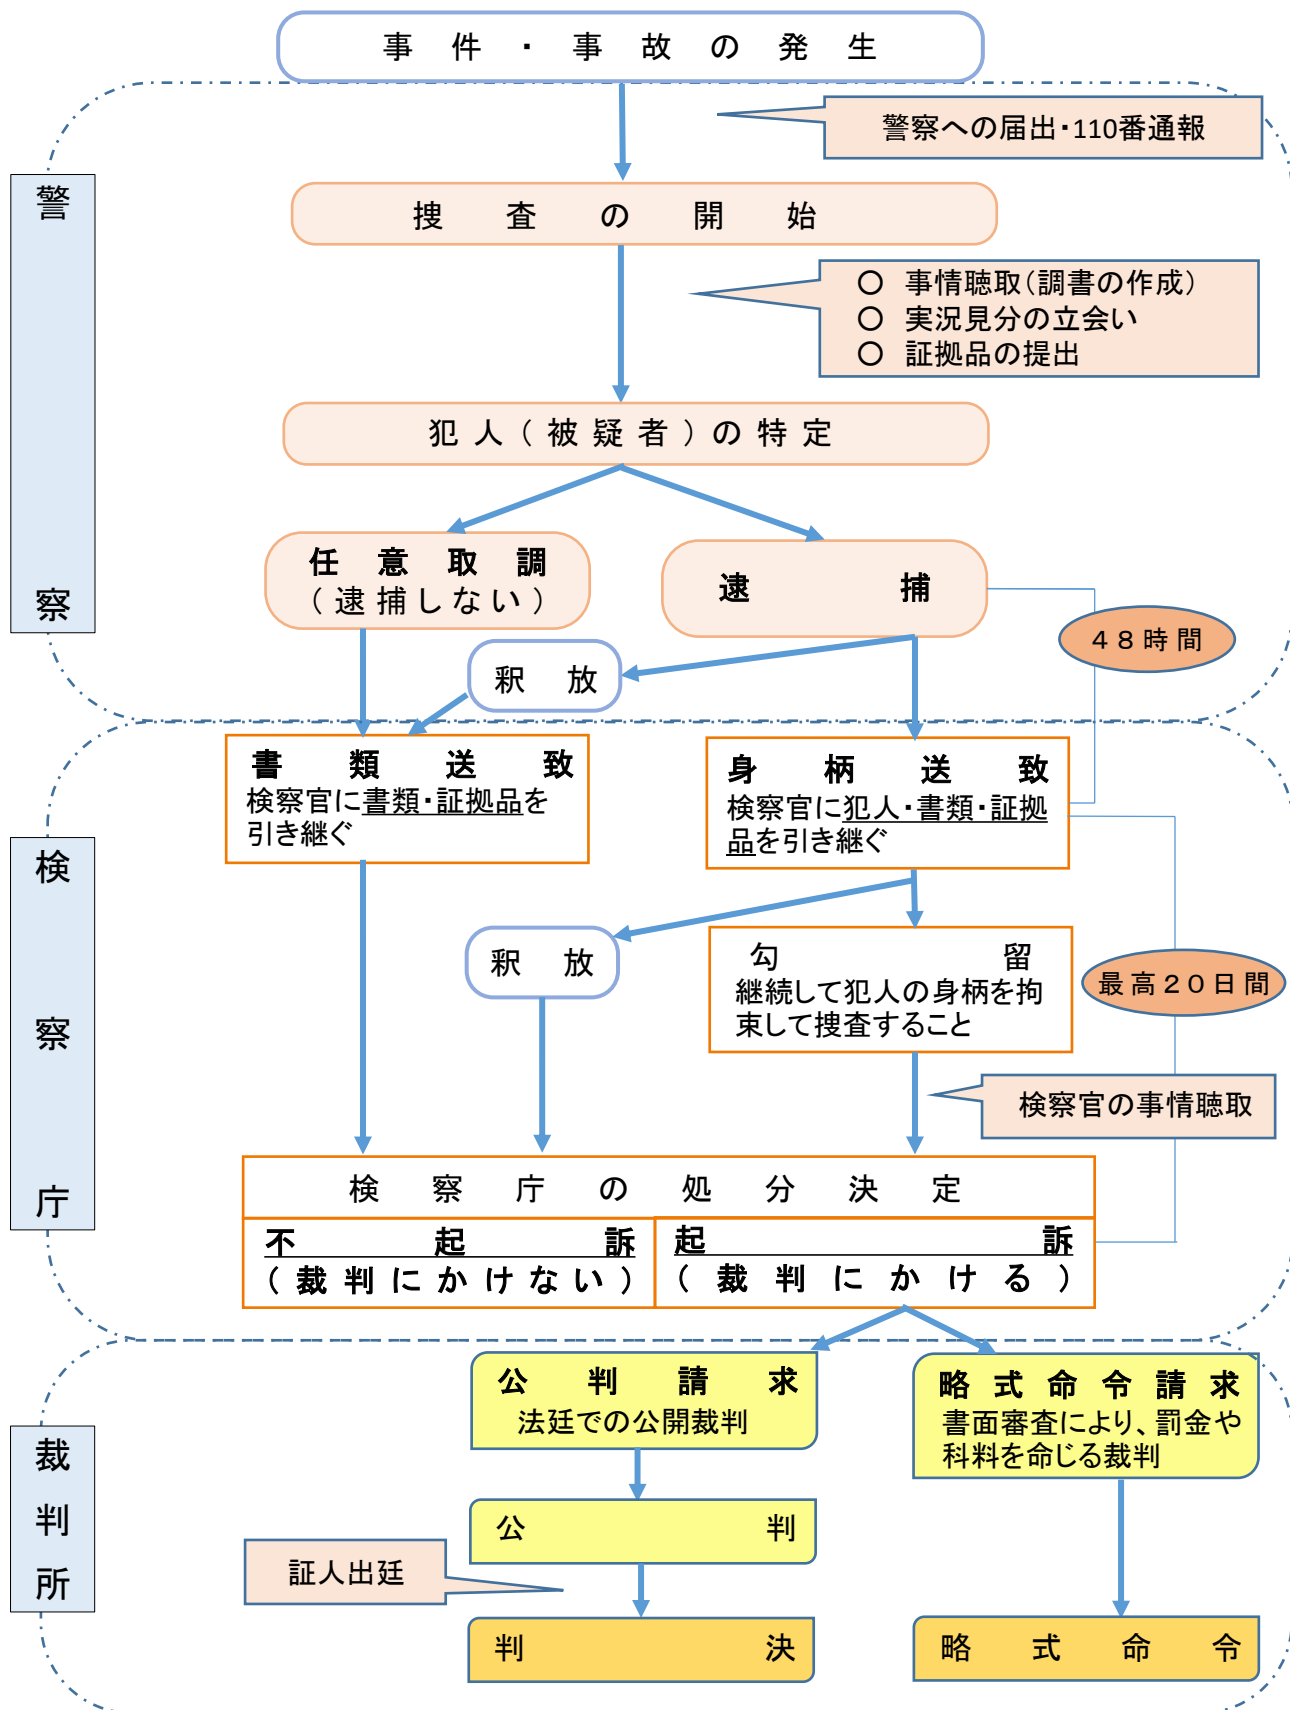 事件・事故の発生
警察への届出・110番通報
警察
捜査の開始
○ 事情聴取(調書の作成)
○ 実況見分の立会い
○ 証拠品の提出
犯人(被疑者)の特定
任意取調
(逮捕しない)
逮捕
48時間
釈放
書類送致
検察官に書類・証拠品を
引き継ぐ
身柄送致
検察官に犯人・書類・証拠
品を引き継ぐ
検察庁
釈放
勾留
継続して犯人の身柄を拘
束して捜査すること
最高20日間
検察官の事情聴取
検察庁の処分決定
不起訴
(裁判にかけない)
起訴
(裁判にかける)
裁判所
公判請求
法廷での公開裁判
略式命令請求
書面審査により、罰金や
科料を命じる裁判
公判
証人出廷
判決
略式命令